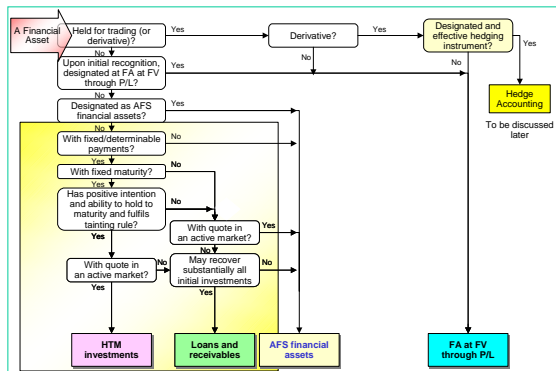 A Financial
Asset
Held for trading (or
derivative)?
Yes
Derivative?
Yes
Designated and
effective hedging
instrument?
Yes
No
No
No
Upon initial recognition,
designated at FA at FV
through P/L?
Yes
Hedge
Accounting
To be discussed
later
No
Designated as AFS
financial assets?
Yes
No
With fixed/determinable
payments?
No
Yes
With fixed maturity?
No
Yes
Has positive intention
and ability to hold to
maturity and fulfils
tainting rule?
No
With quote in
an active market?
Yes
Yes
No
With quote in
an active market?
No
May recover
substantially all
initial investments
No
Yes
Yes
HTM
investments
Loans and
receivables
AFS financial
assets
FA at FV
through P/L